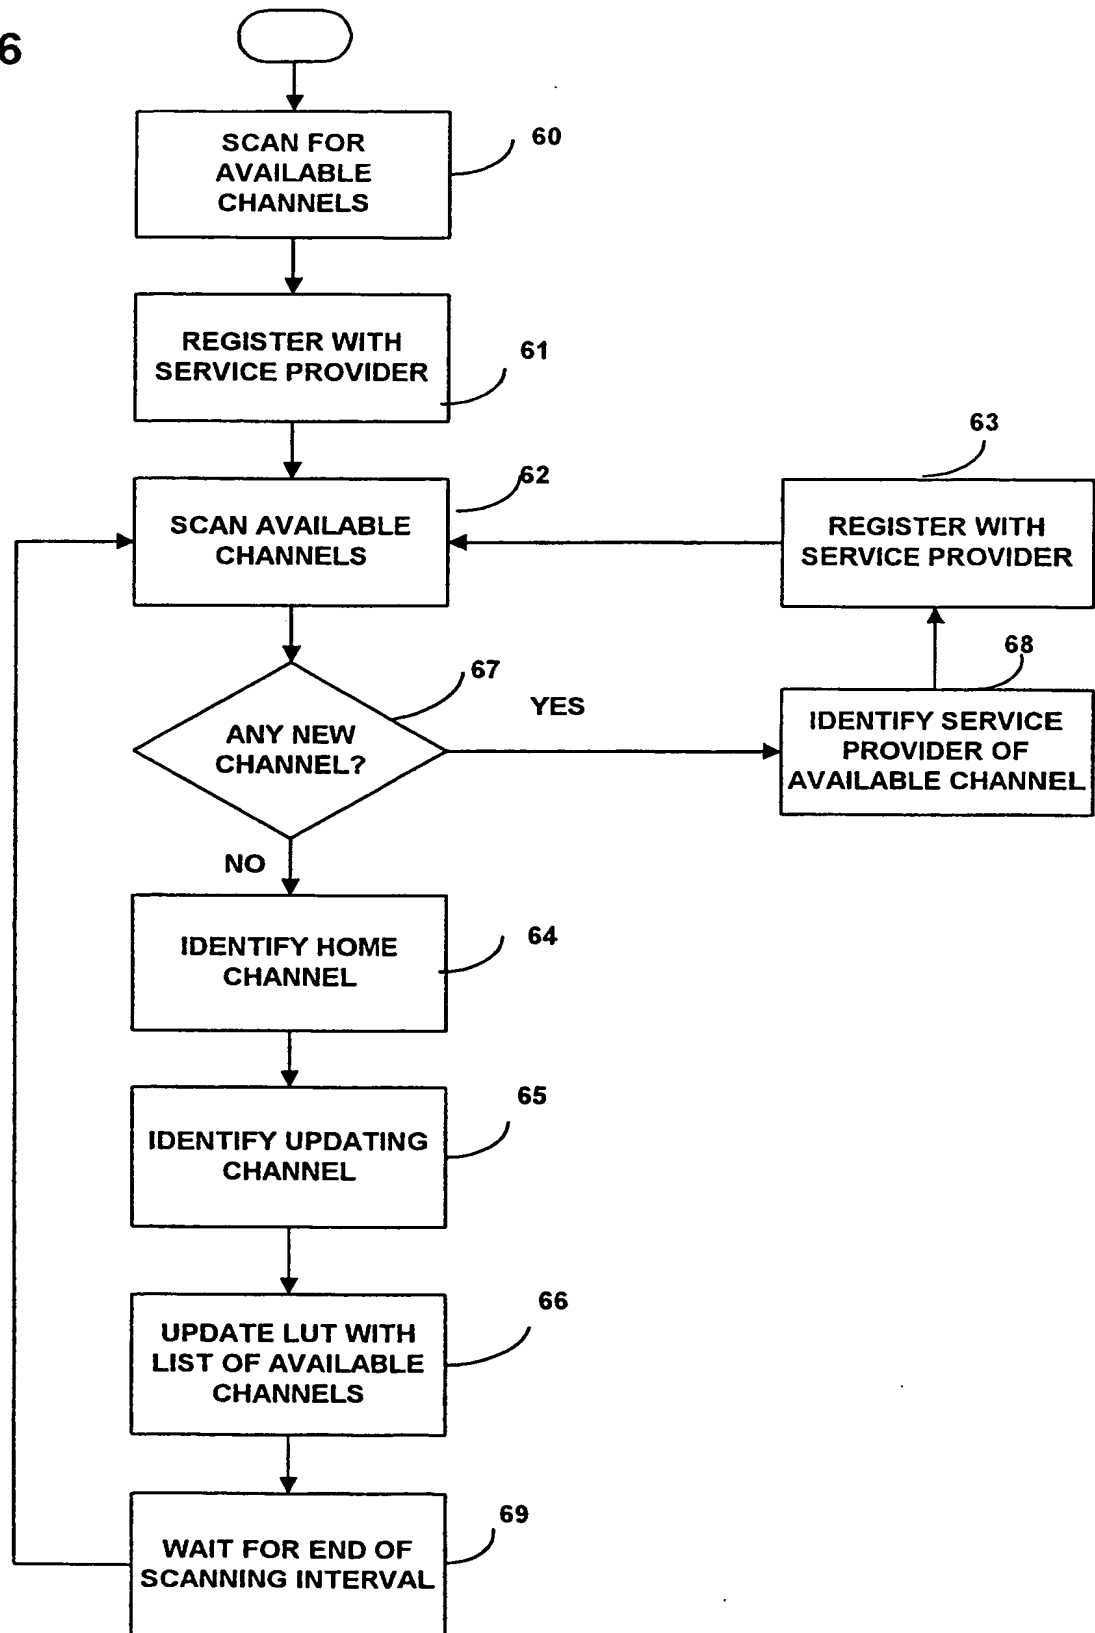 6
SCAN FOR
AVAILABLE
CHANNELS
60
REGISTER WITH
SERVICE PROVIDER
61
SCAN AVAILABLE
CHANNELS
62
63
REGISTER WITH
SERVICE PROVIDER
ANY NEW
CHANNEL?
67
YES
68
IDENTIFY SERVICE
PROVIDER OF
AVAILABLE CHANNEL
NO
IDENTIFY HOME
CHANNEL
64
IDENTIFY UPDATING
CHANNEL
65
UPDATE LUT WITH
LIST OF AVAILABLE
CHANNELS
66
WAIT FOR END OF
SCANNING INTERVAL
69